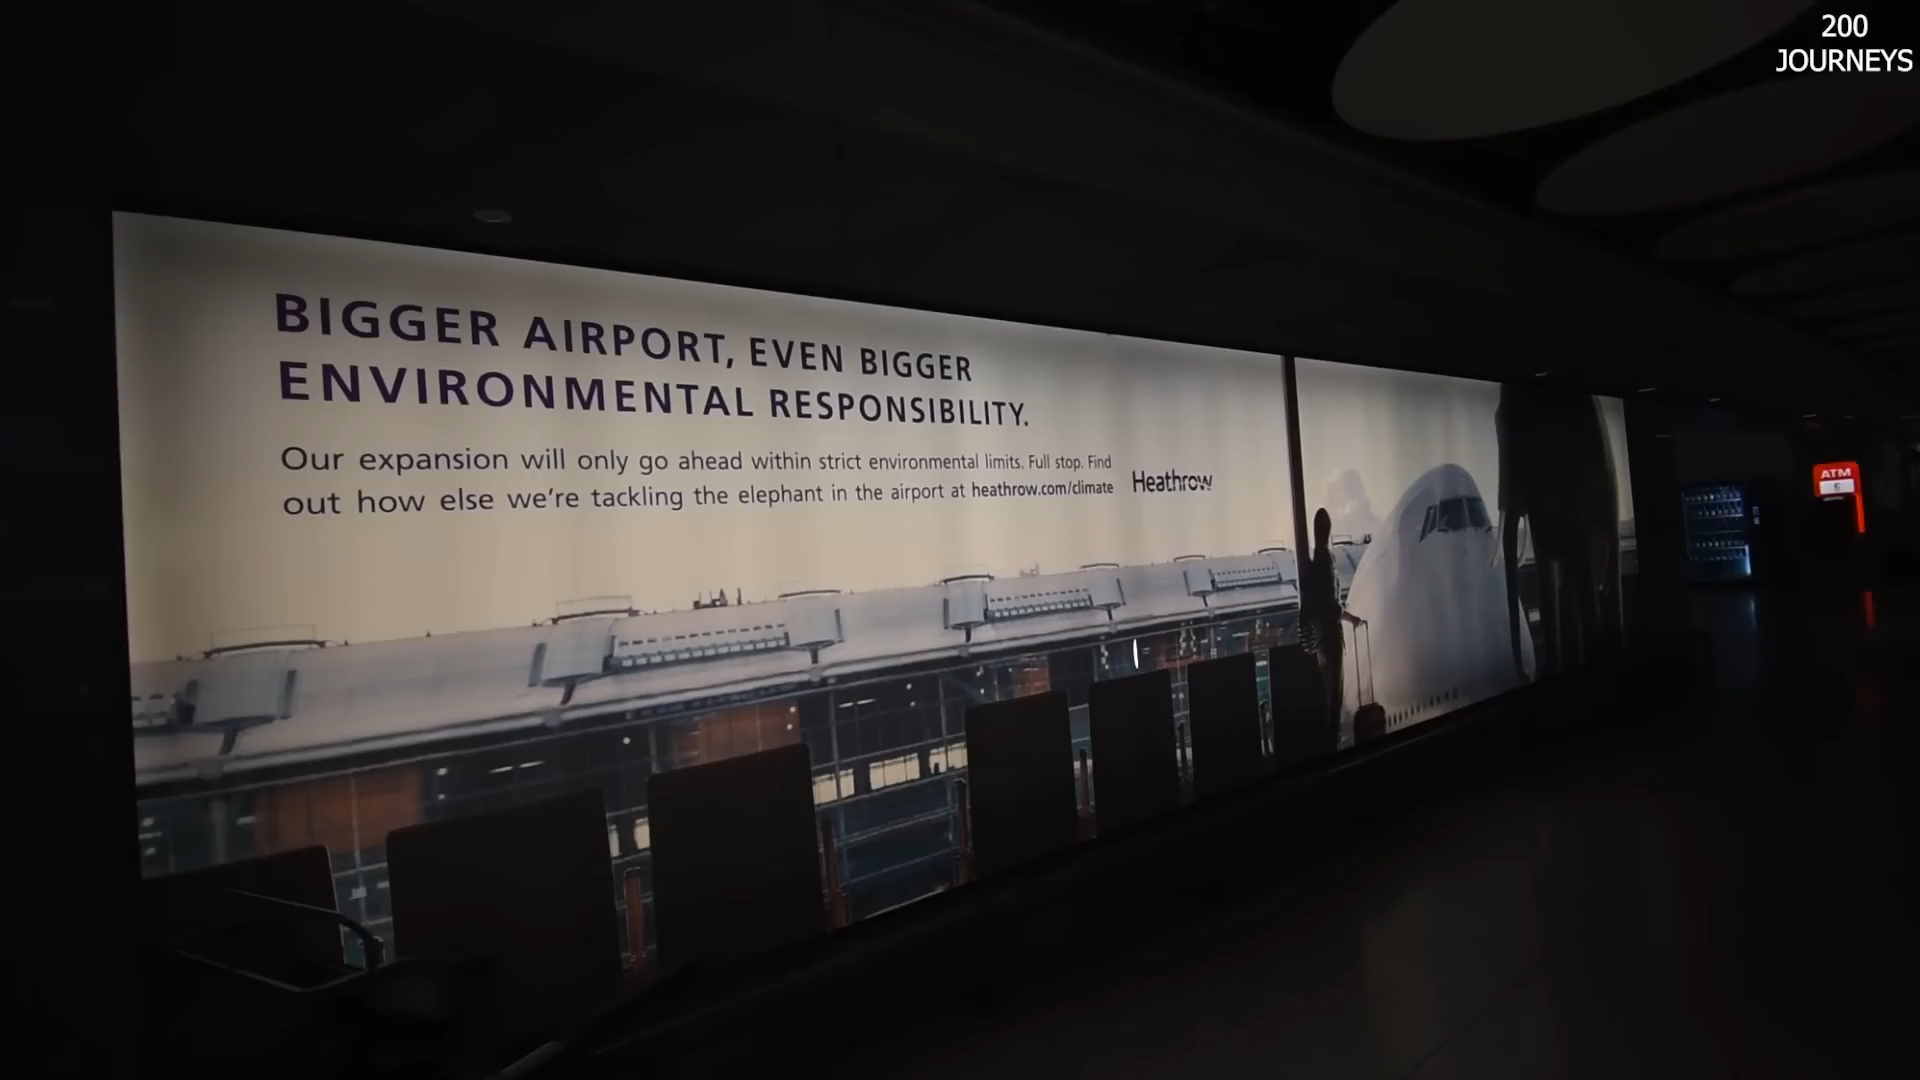 200
JOURNEYS
BIGGER AIRPORT, EVEN BIGGER
ENVIRONMENTAL RESPONSIBILITY.
Our expansion will only go ahead within strict environmental limits. Full stop. Find
out how else we're tackling the elephant in the airport at heathrow.com/climate
Heathrow
ATM
£